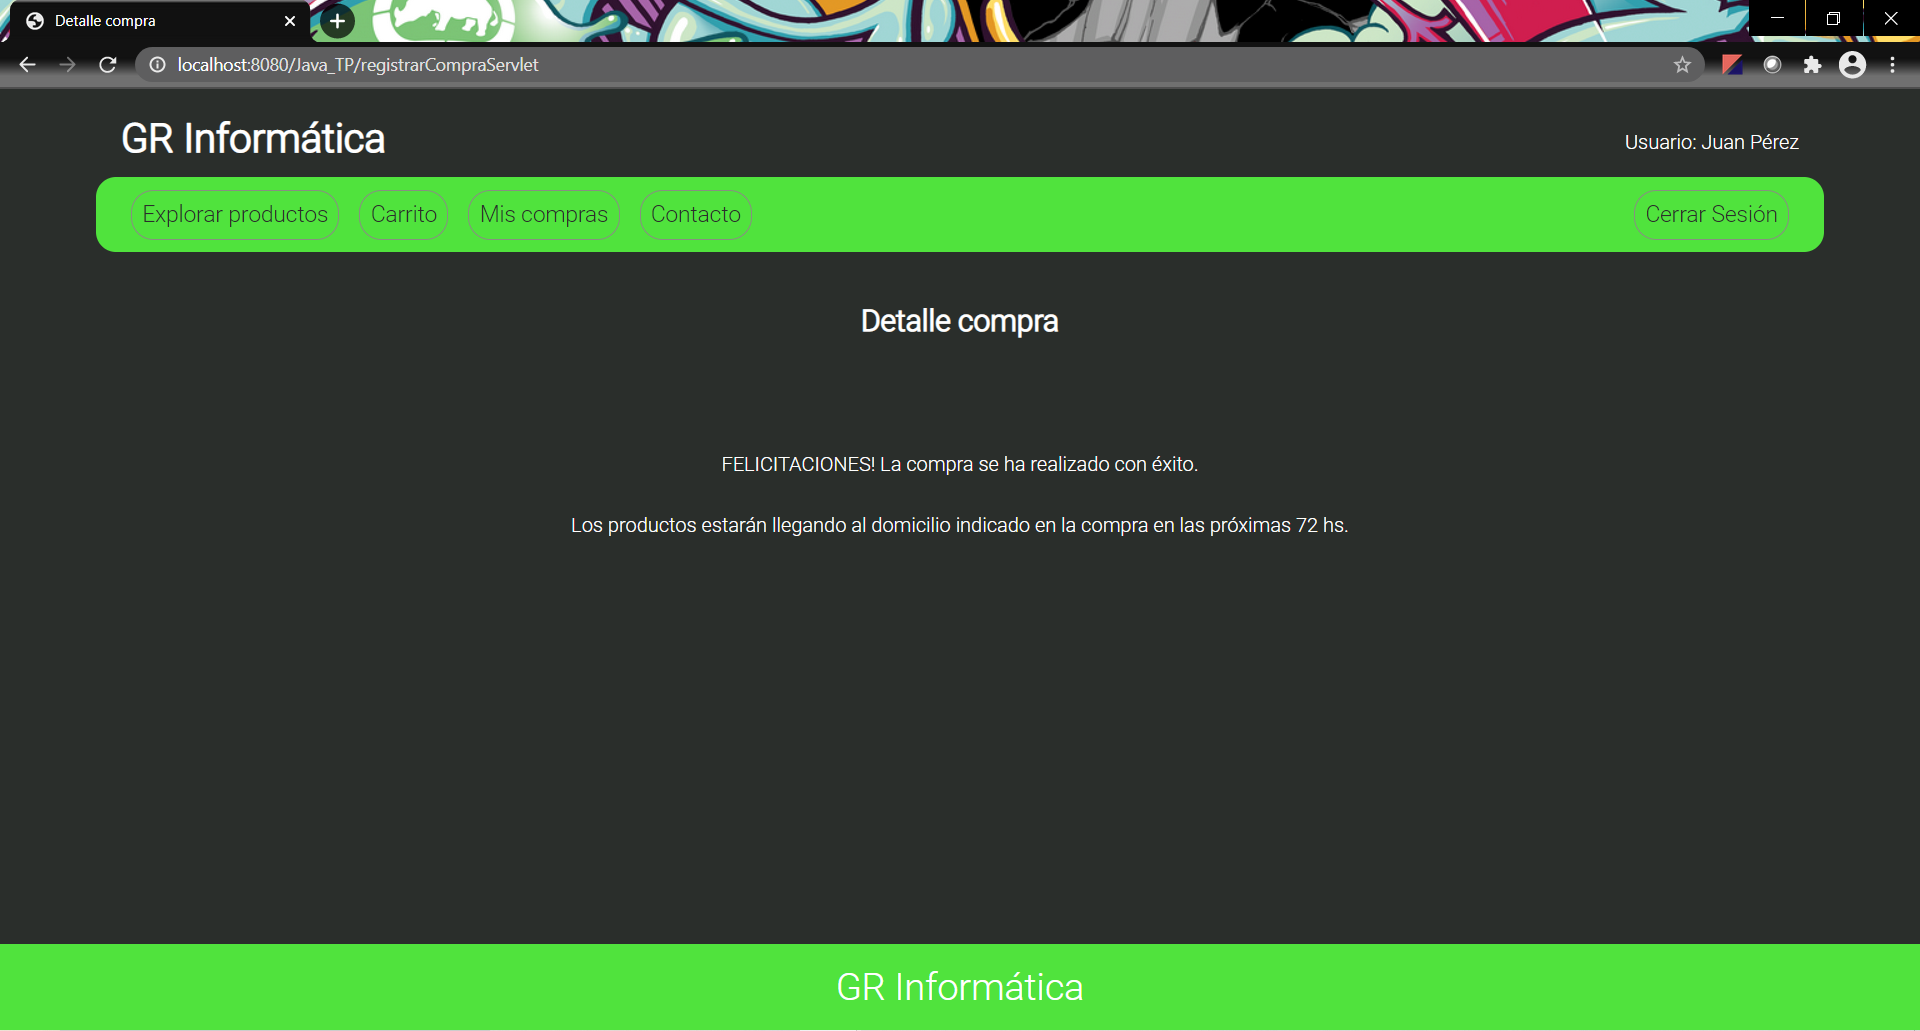 Detalle compra
localhost:8080/Java_TP/registrarCompraServlet
GR Informática
Usuario: Juan Pérez
Explorar productos
Carrito
Mis compras
Contacto
Cerrar Sesión
Detalle compra
FELICITACIONES! La compra se ha realizado con éxito.
Los productos estarán llegando al domicilio indicado en la compra en las próximas 72 hs.
GR Informática